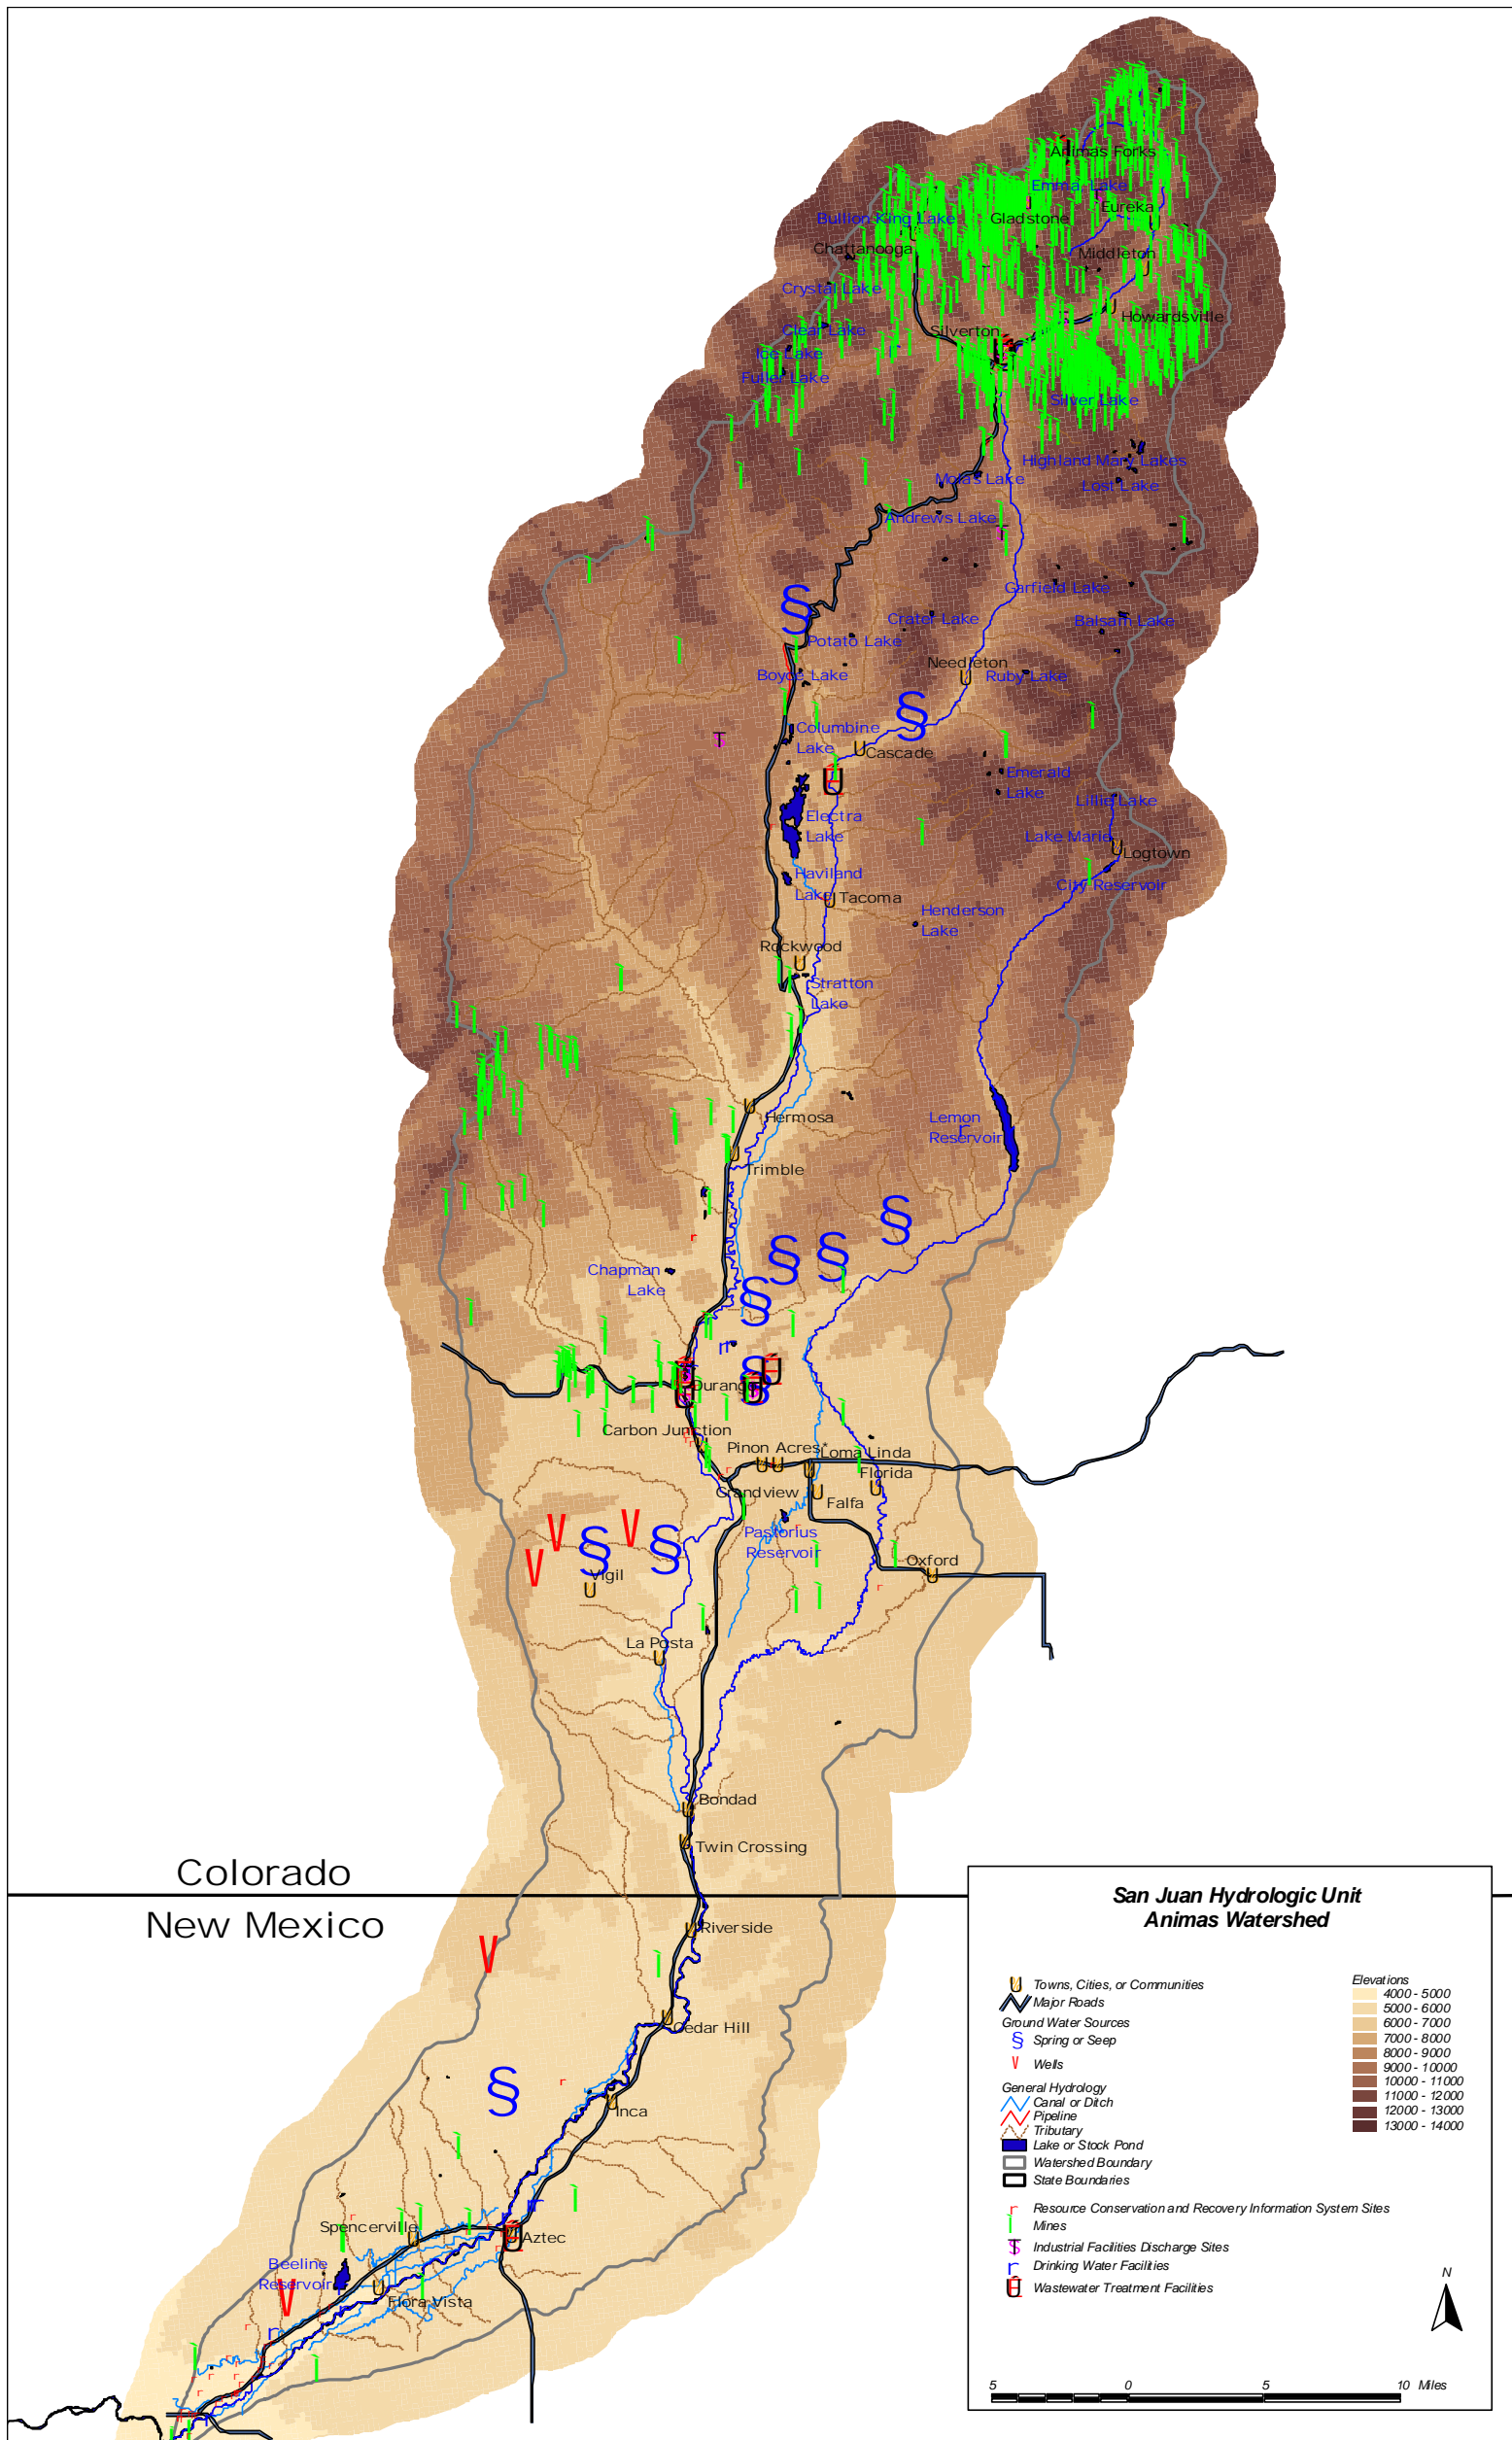 Animas Forks
Emma Lake
Eureka
Bullion King Lake
Gladstone
Chattanooga
Middleton
Crystal Lake
Howardsville
Clear Lake
Silverton
Ice Lake
Fuller Lake
Silver Lake
Highland Mary Lakes
Molas Lake
Lost Lake
Andrews Lake
Garfield Lake
Crater Lake
Balsam Lake
Potato Lake
Needleton
Boyce Lake
Ruby Lake
Columbine
Lake
Cascade
Emerald
Lake
Lillie Lake
Electra
Lake
Lake Marie
Logtown
Haviland
Lake
City Reservoir
Tacoma
Henderson
Lake
Rockwood
Stratton
Lake
Hermosa
Lemon
Reservoir
Trimble
Chapman
Lake
Durango
Carbon Junction
Pinon Acres*
Loma Linda
Florida
Grandview
Falfa
Pastorius
Reservoir
Oxford
Vigil
La Posta
Bondad
Twin Crossing
Colorado
New Mexico
Riverside
Cedar Hill
Inca
Spencerville
Aztec
Beeline
Reservoir
Flora Vista
San Juan Hydrologic Unit
Animas Watershed
Towns, Cities, or Communities
Major Roads
Ground Water Sources
Spring or Seep
Wells
General Hydrology
Canal or Ditch
Pipeline
Tributary
Lake or Stock Pond
Watershed Boundary
State Boundaries
Resource Conservation and Recovery Information System Sites
Mines
Industrial Facilities Discharge Sites
Drinking Water Facilities
Wastewater Treatment Facilities
Elevations
4000 - 5000
5000 - 6000
6000 - 7000
7000 - 8000
8000 - 9000
9000 - 10000
10000 - 11000
11000 - 12000
12000 - 13000
13000 - 14000
N
5 0 5 10 Miles